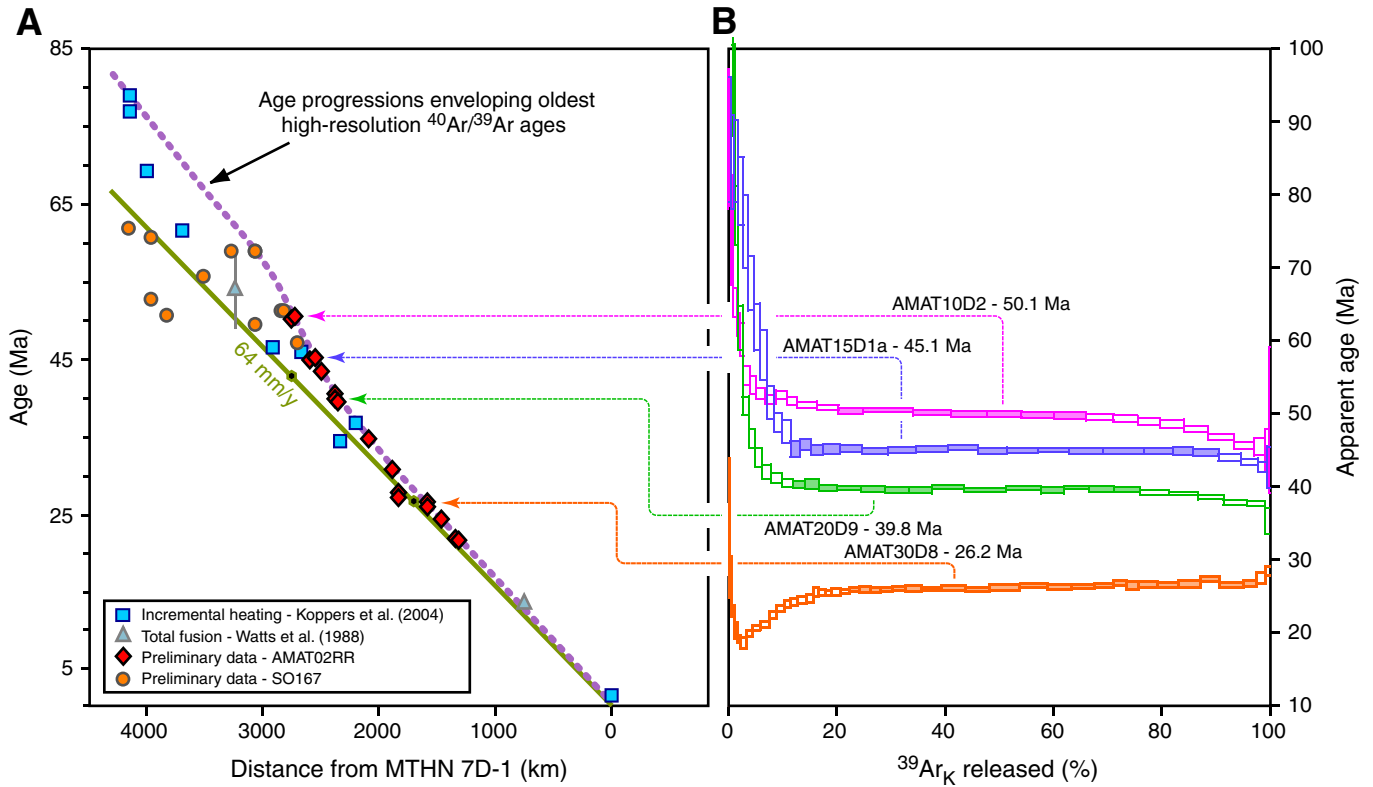 A
B
85
65
45
25
5
Age (Ma)
4000
3000
2000
1000
0
Distance from MTHN 7D-1 (km)
Age progressions enveloping oldest
high-resolution ⁴⁰Ar/³⁹Ar ages
64 mm/y
Incremental heating - Koppers et al. (2004)
Total fusion - Watts et al. (1988)
Preliminary data - AMAT02RR
Preliminary data - SO167
AMAT10D2 - 50.1 Ma
AMAT15D1a - 45.1 Ma
AMAT20D9 - 39.8 Ma
AMAT30D8 - 26.2 Ma
100
90
80
70
60
50
40
30
20
10
Apparent age (Ma)
0
20
40
60
80
100
³⁹Ar_K released (%)